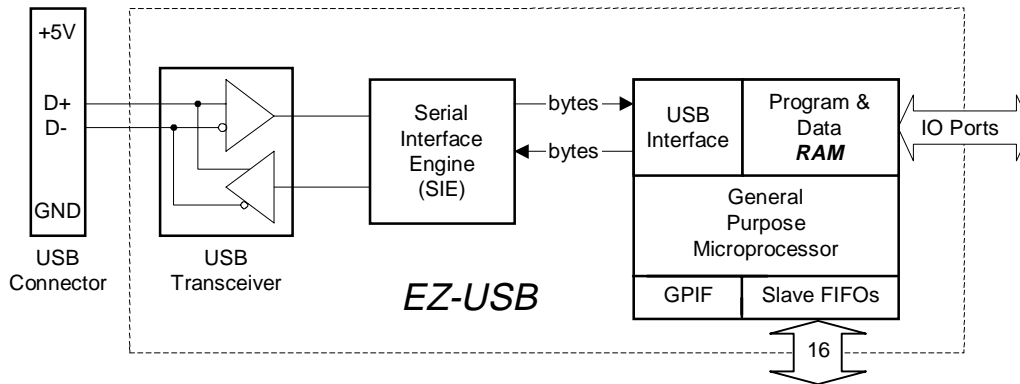 +5V
D+
D-
GND
USB
Connector
USB
Transceiver
Serial
Interface
Engine
(SIE)
bytes
bytes
USB
Interface
Program &
Data
RAM
IO Ports
General
Purpose
Microprocessor
GPIF
Slave FIFOs
16
EZ-USB